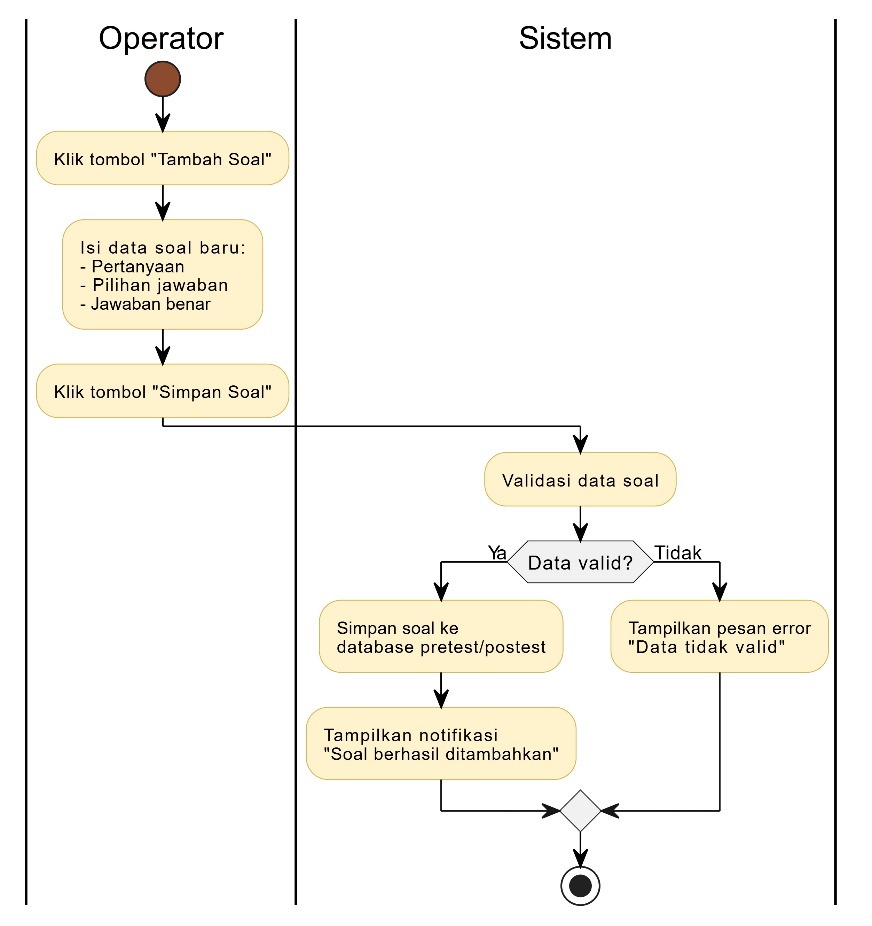 Operator
Sistem
Klik tombol "Tambah Soal"
Isi data soal baru:
- Pertanyaan
- Pilihan jawaban
- Jawaban benar
Klik tombol "Simpan Soal"
Validasi data soal
Data valid?
Ya
Tidak
Simpan soal ke
database pretest/postest
Tampilkan pesan error
"Data tidak valid"
Tampilkan notifikasi
"Soal berhasil ditambahkan"